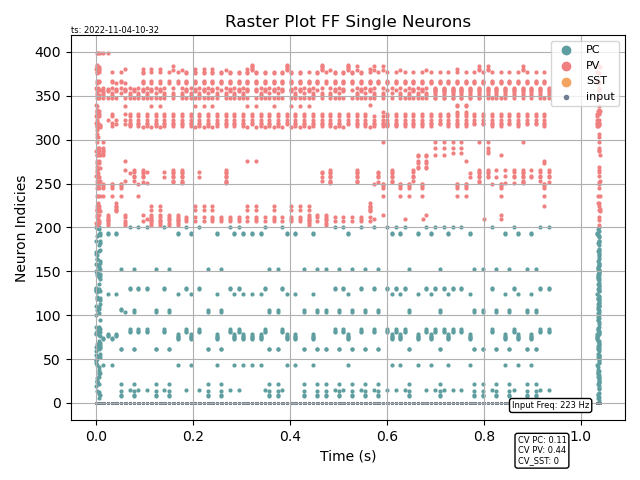 Raster Plot FF Single Neurons
ts: 2022-11-04-10-32
PC
PV
SST
input
Neuron Indicies
400
350
300
250
200
150
100
50
0
Input Freq: 223 Hz
0.0 0.2 0.4 0.6 0.8 1.0
Time (s)
CV PC: 0.11
CV PV: 0.44
CV_SST: 0